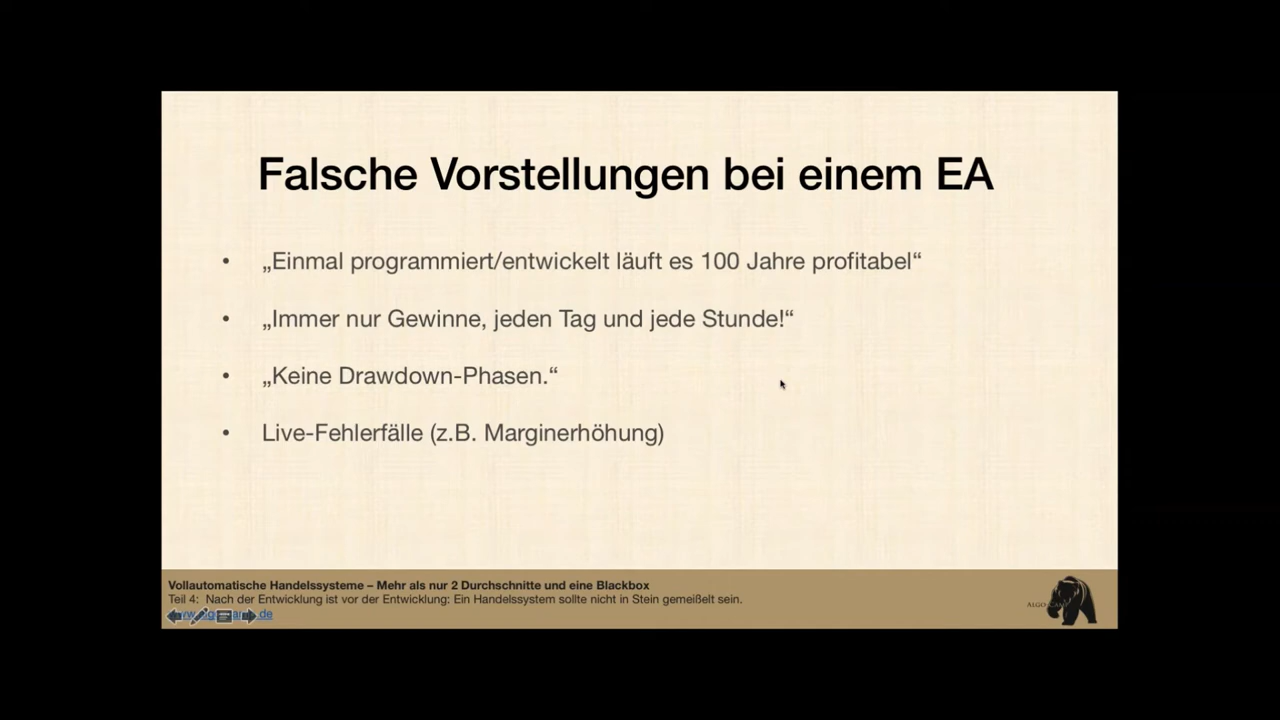 Falsche Vorstellungen bei einem EA
• „Einmal programmiert/entwickelt läuft es 100 Jahre profitabel“
• „Immer nur Gewinne, jeden Tag und jede Stunde!“
• „Keine Drawdown-Phasen.“
• Live-Fehlerfälle (z.B. Marginerhöhung)
Vollautomatische Handelssysteme – Mehr als nur 2 Durchschnitte und eine Blackbox
Teil 4: Nach der Entwicklung ist vor der Entwicklung: Ein Handelssystem sollte nicht in Stein gemeißelt sein.